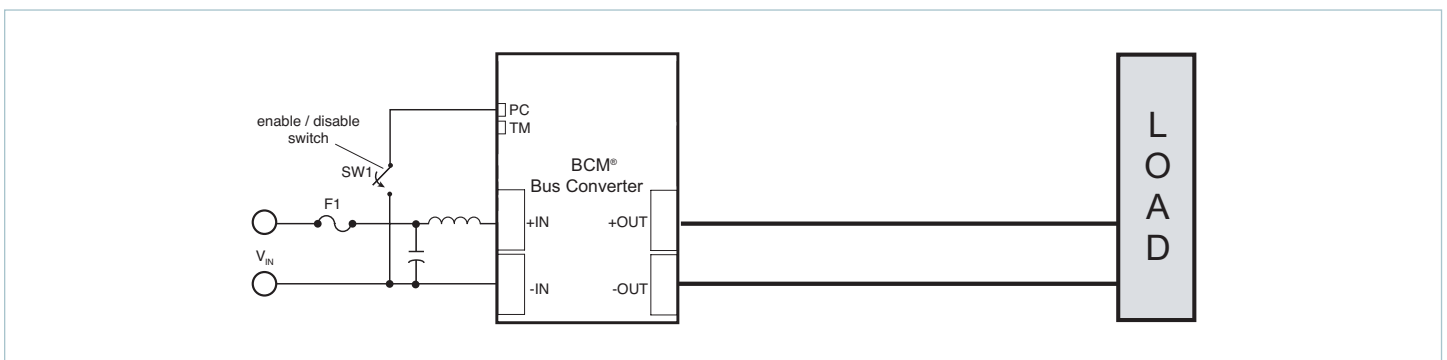 enable / disable
switch
SW1
F1
V_IN
PC
TM
BCM®
Bus Converter
+IN
+OUT
-IN
-OUT
L
O
A
D